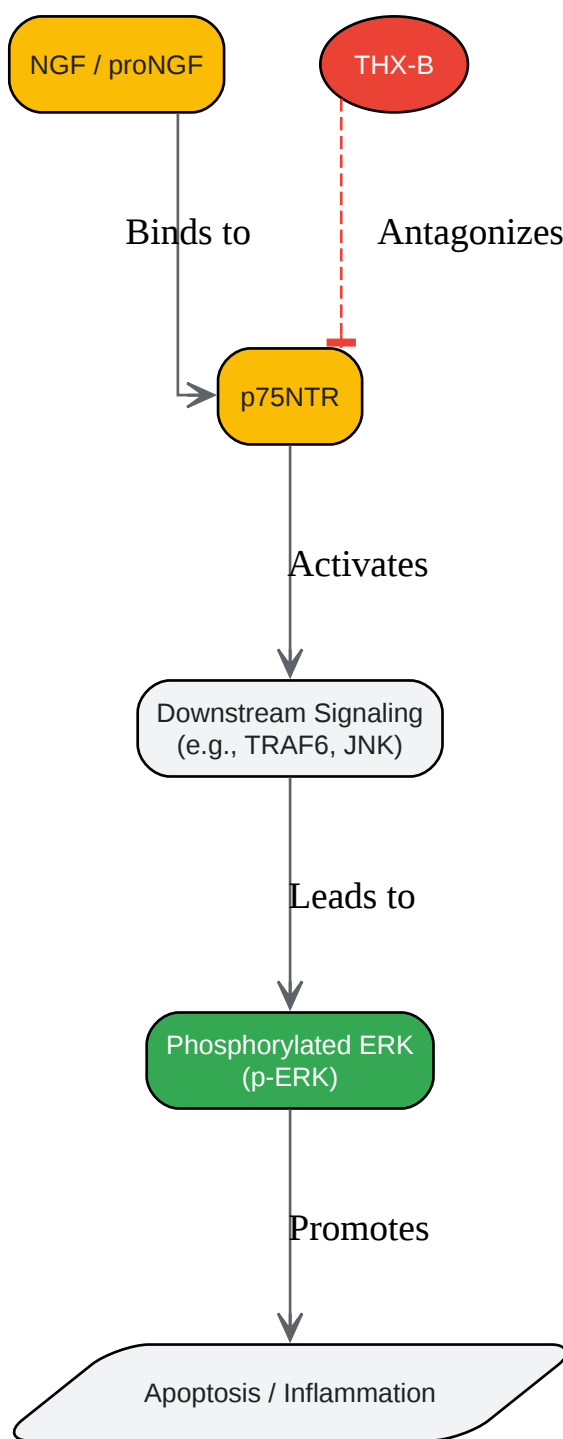 NGF / proNGF
THX-B
Binds to
Antagonizes
p75NTR
Activates
Downstream Signaling
(e.g., TRAF6, JNK)
Leads to
Phosphorylated ERK
(p-ERK)
Promotes
Apoptosis / Inflammation